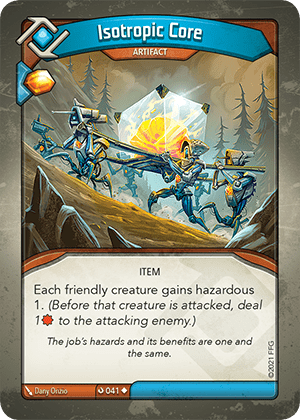 Isotropic Core
ARTIFACT
ITEM
Each friendly creature gains hazardous
1. (Before that creature is attacked, deal
1 to the attacking enemy.)
The job's hazards and its benefits are one and
the same.
©2021 FFG
Dany Orizio 041